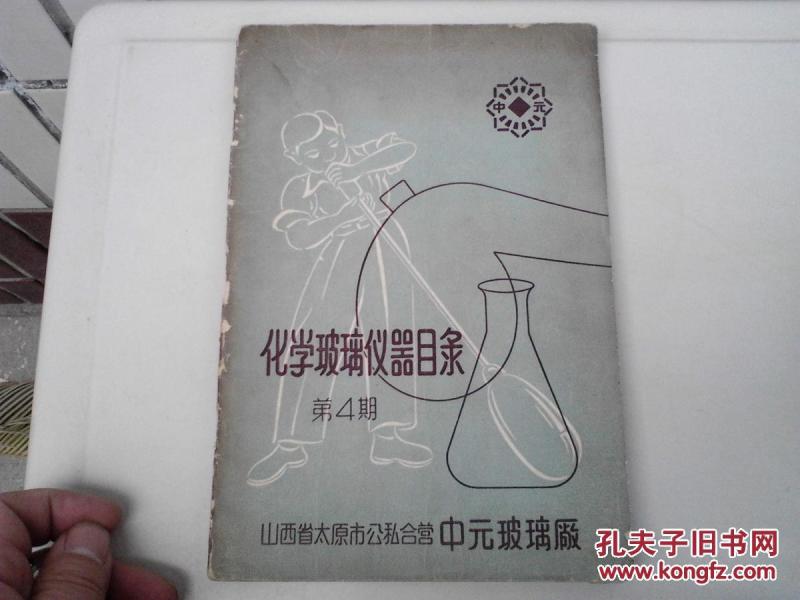 中 元
化学玻璃仪器目录
第4期
山西省太原市公私合营 中元玻璃厰
孔夫子旧书网
www.kongfz.com